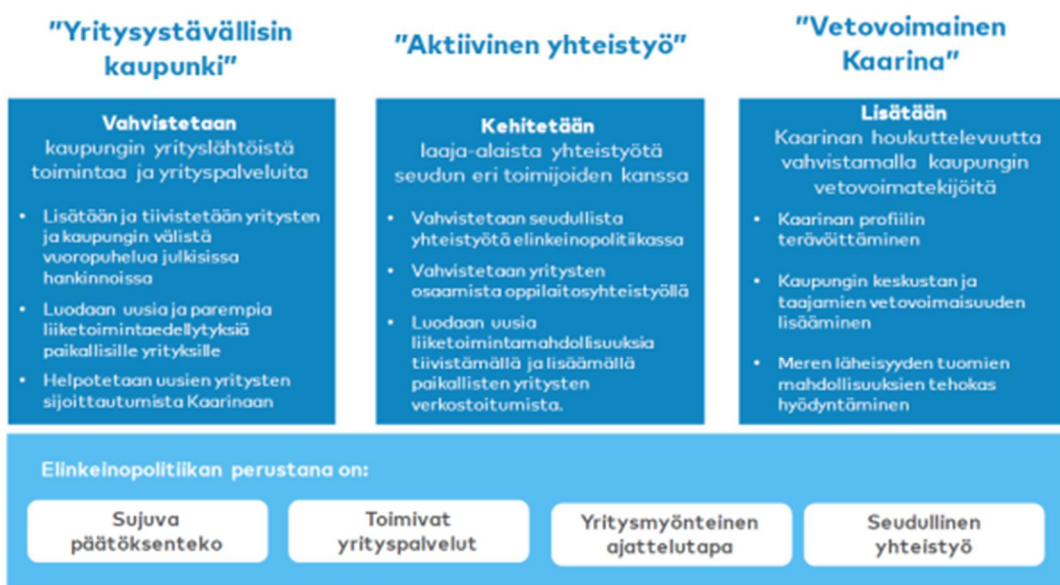 ”Yritysystävällisin
kaupunki”
Vahvistetaan
kaupungin yrityslähtöistä
toimintaa ja yrityspalveluita
• Lisätään ja tiivistetään yritysten
ja kaupungin välistä
vuoropuhelua julkisissa
hankinnoissa
• Luodaan uusia ja parempia
liiketoimintaedellytyksiä
paikallisille yrityksille
• Helpotetaan uusien yritysten
sijoittautumista Kaarinaan
”Aktiivinen yhteistyö”
Kehitetään
laaja-alaista yhteistyötä
seudun eri toimijoiden kanssa
• Vahvistetaan seudullista
yhteistyötä elinkeinopolitiikassa
• Vahvistetaan yritysten
osaamista oppilaitosyhteistyöllä
• Luodaan uusia
liiketoimintamahdollisuuksia
tiivistämällä ja lisäämällä
paikallisten yritysten
verkostoitumista.
”Vetovoimainen
Kaarina”
Lisätään
Kaarinan houkuttelevuutta
vahvistamalla kaupungin
vetovoimatekijöitä
• Kaarinan profiilin
terävöittäminen
• Kaupungin keskustan ja
taajamien vetovoimaisuuden
lisääminen
• Meren läheisyyden tuomien
mahdollisuuksien tehokas
hyödyntäminen
Elinkeinopolitiikan perustana on:
Sujuva
päätöksenteko
Toimivat
yrityspalvelut
Yritysmyönteinen
ajattelutapa
Seudullinen
yhteistyö